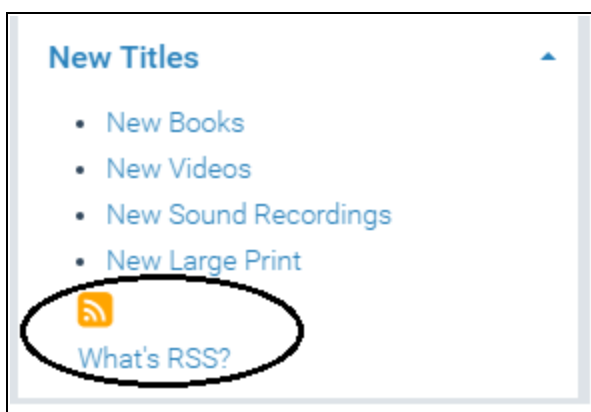 New Titles
New Books
New Videos
New Sound Recordings
New Large Print
What's RSS?